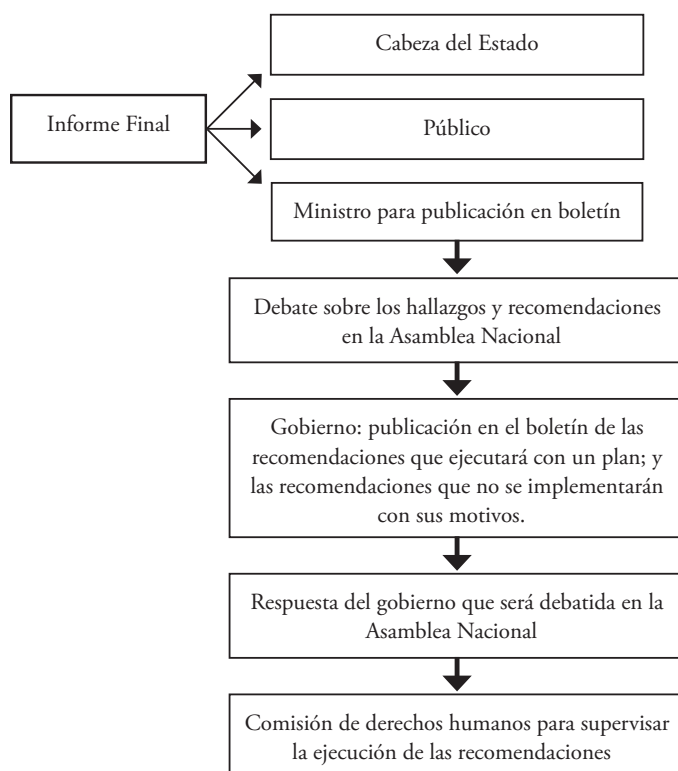 Cabeza del Estado
Informe Final
Público
Ministro para publicación en boletín
Debate sobre los hallazgos y recomendaciones
en la Asamblea Nacional
Gobierno: publicación en el boletín de las
recomendaciones que ejecutará con un plan; y
las recomendaciones que no se implementarán
con sus motivos.
Respuesta del gobierno que será debatida en la
Asamblea Nacional
Comisión de derechos humanos para supervisar
la ejecución de las recomendaciones